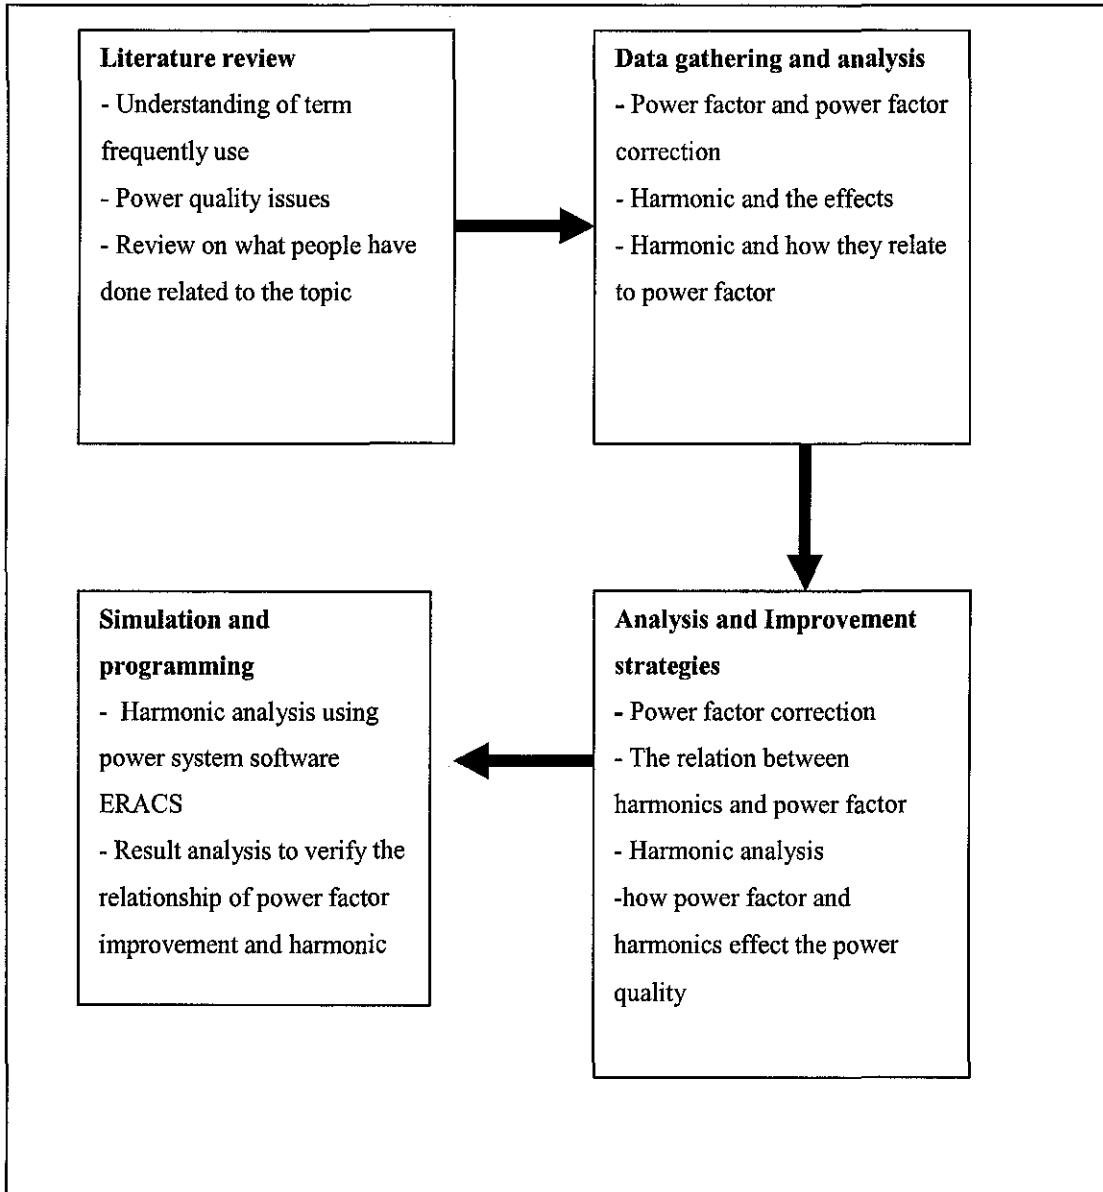 Literature review
- Understanding of term
frequently use
- Power quality issues
- Review on what people have
done related to the topic
Data gathering and analysis
- Power factor and power factor
correction
- Harmonic and the effects
- Harmonic and how they relate
to power factor
Analysis and Improvement
strategies
- Power factor correction
- The relation between
harmonics and power factor
- Harmonic analysis
-how power factor and
harmonics effect the power
quality
Simulation and
programming
- Harmonic analysis using
power system software
ERACS
- Result analysis to verify the
relationship of power factor
improvement and harmonic